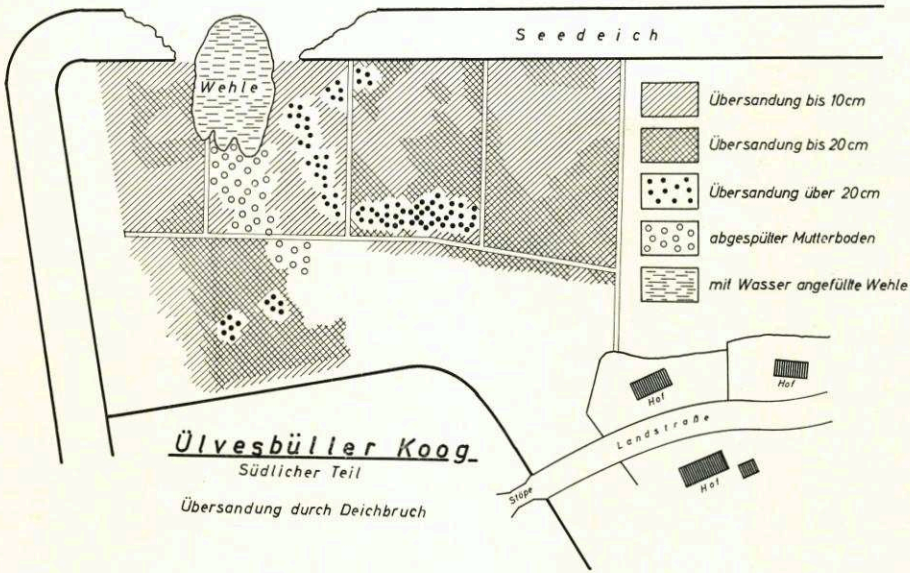 Seedeich
Wehle
Übersandung bis 10cm
Übersandung bis 20cm
Übersandung über 20cm
abgespülter Mutterboden
mit Wasser angefüllte Wehle
Hof
Hof
Landstraße
Hof
Stöpe
Ülvesbüller Koog
Südlicher Teil
Übersandung durch Deichbruch